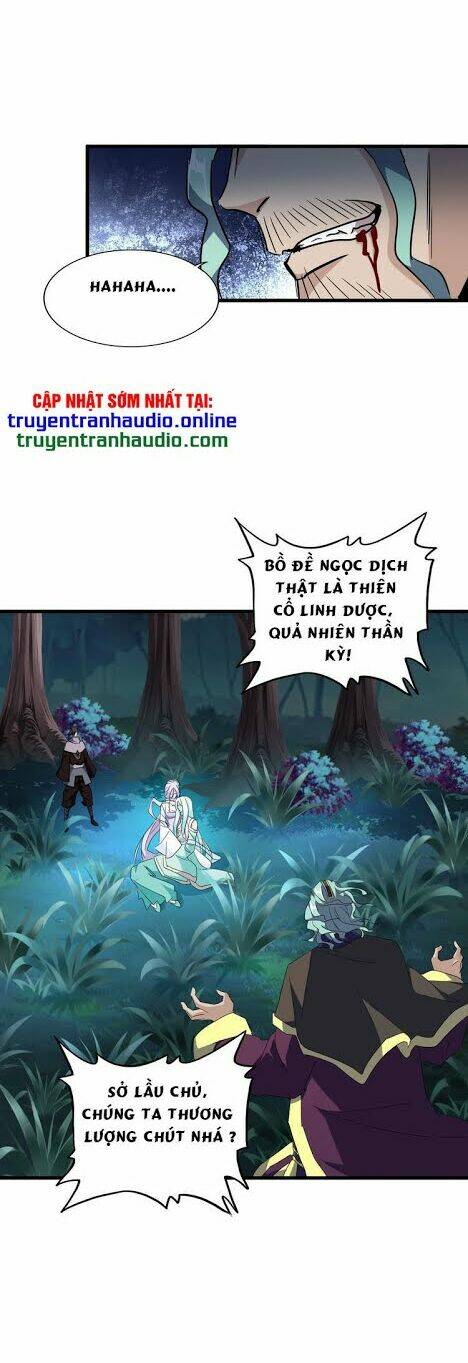 HAHAHA....
CẬP NHẬT SỚM NHẤT TẠI:
truyentranhaudio.online
truyentranhaudio.com
BỒ ĐỀ NGỌC DỊCH
THẬT LÀ THIÊN
CỔ LINH DƯỢC,
QUẢ NHIÊN THẦN
KỲ!
SỞ LẦU CHỦ,
CHÚNG TA THƯƠNG
LƯỢNG CHÚT NHÁ ?